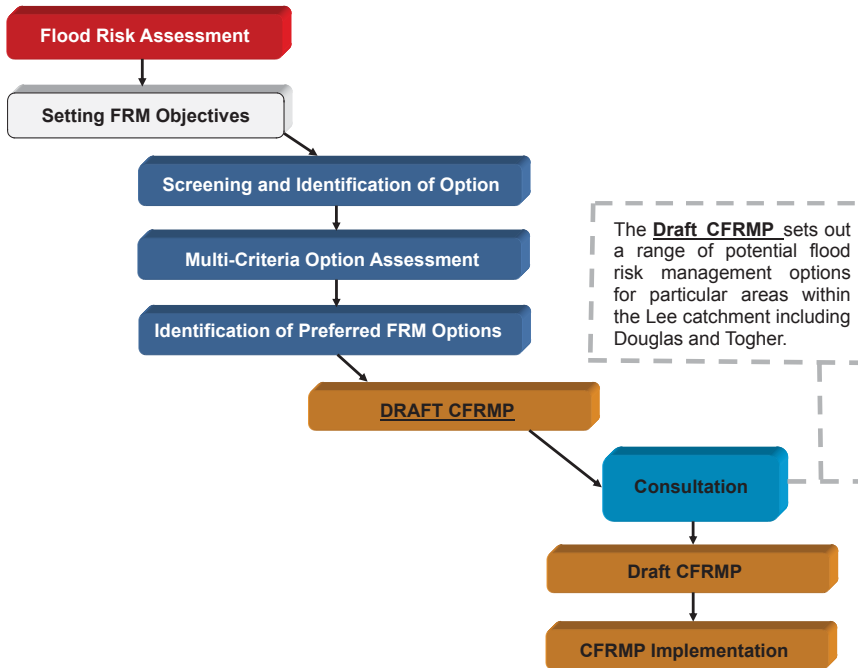 Flood Risk Assessment
Setting FRM Objectives
Screening and Identification of Option
Multi-Criteria Option Assessment
Identification of Preferred FRM Options
The Draft CFRMP sets out
a range of potential flood
risk management options
for particular areas within
the Lee catchment including
Douglas and Togher.
DRAFT CFRMP
Consultation
Draft CFRMP
CFRMP Implementation